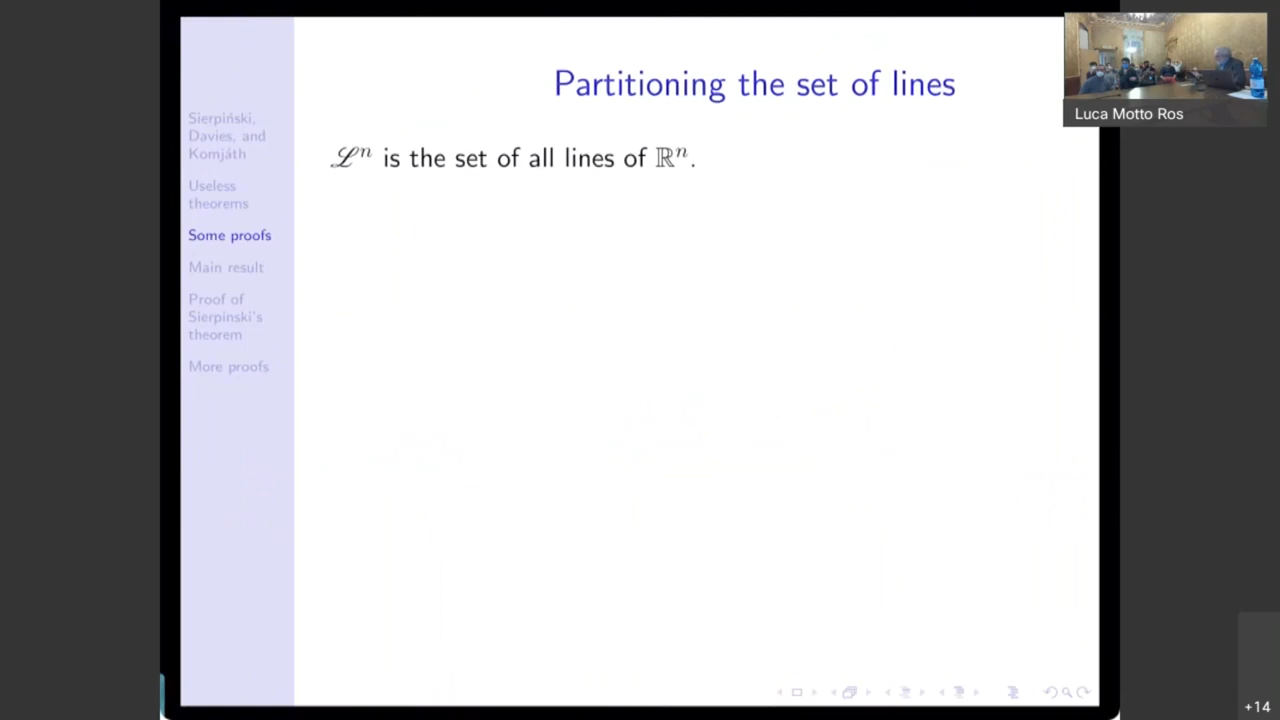 Partitioning the set of lines
Luca Motto Ros
Sierpiński,
Davies, and
Komjáth
Useless
theorems
Some proofs
Main result
Proof of
Sierpinski's
theorem
More proofs
ℒⁿ is the set of all lines of ℝⁿ.
+14